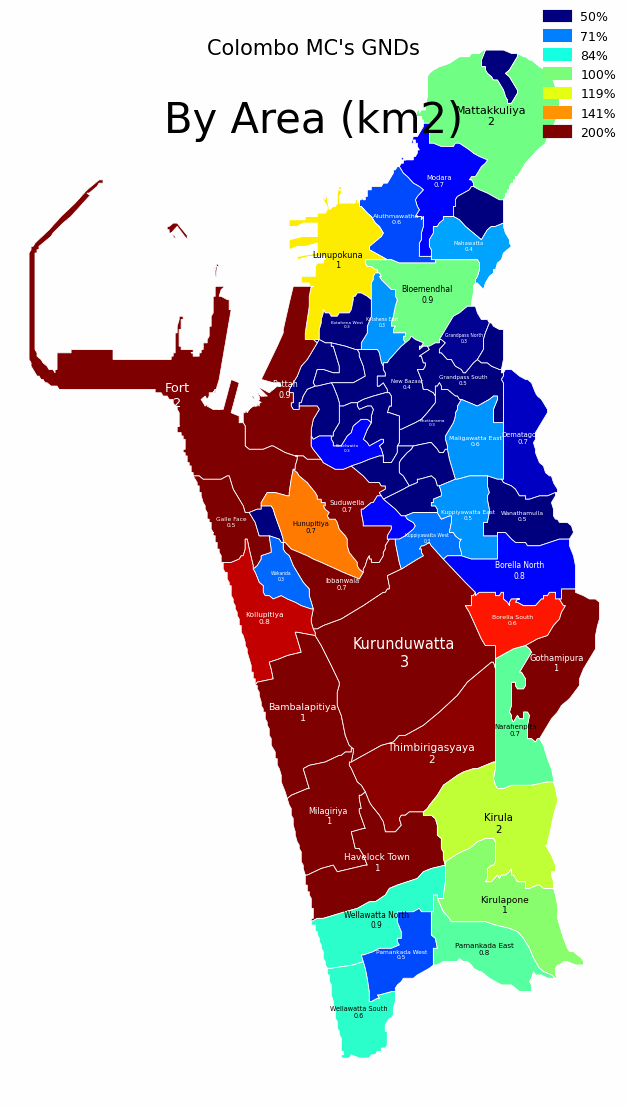 50%
Colombo MC's GNDs
71%
84%
100%
By Area (km2)
119%
141%
200%
Mattakkuliya
2
Modara
0.7
Aluthmawatha
0.6
Mahawatta
0.4
Lunupokuna
1
Bloemendhal
0.9
Kotahena West
0.3
Kotahena East
0.3
Grandpass North
0.3
Fort
2
Pettah
0.9
New Bazaar
0.4
Grandpass South
0.5
Maligawatta East
0.6
Dematagoda
0.7
Suduwella
0.7
Galle Face
0.5
Hunupitiya
0.7
Kuppiyawatta East
0.5
Wanathamulla
0.5
Kuppiyawatta West
Wekanda
0.3
Ibbanwala
0.7
Borella North
0.8
Kollupitiya
0.8
Borella South
0.6
Kurunduwatta
3
Gothamipura
1
Bambalapitiya
1
Narahenpita
0.7
Thimbirigasyaya
2
Milagiriya
1
Kirula
2
Havelock Town
1
Kirulapone
1
Wellawatta North
0.9
Pamankada West
0.5
Pamankada East
0.8
Wellawatta South
0.6